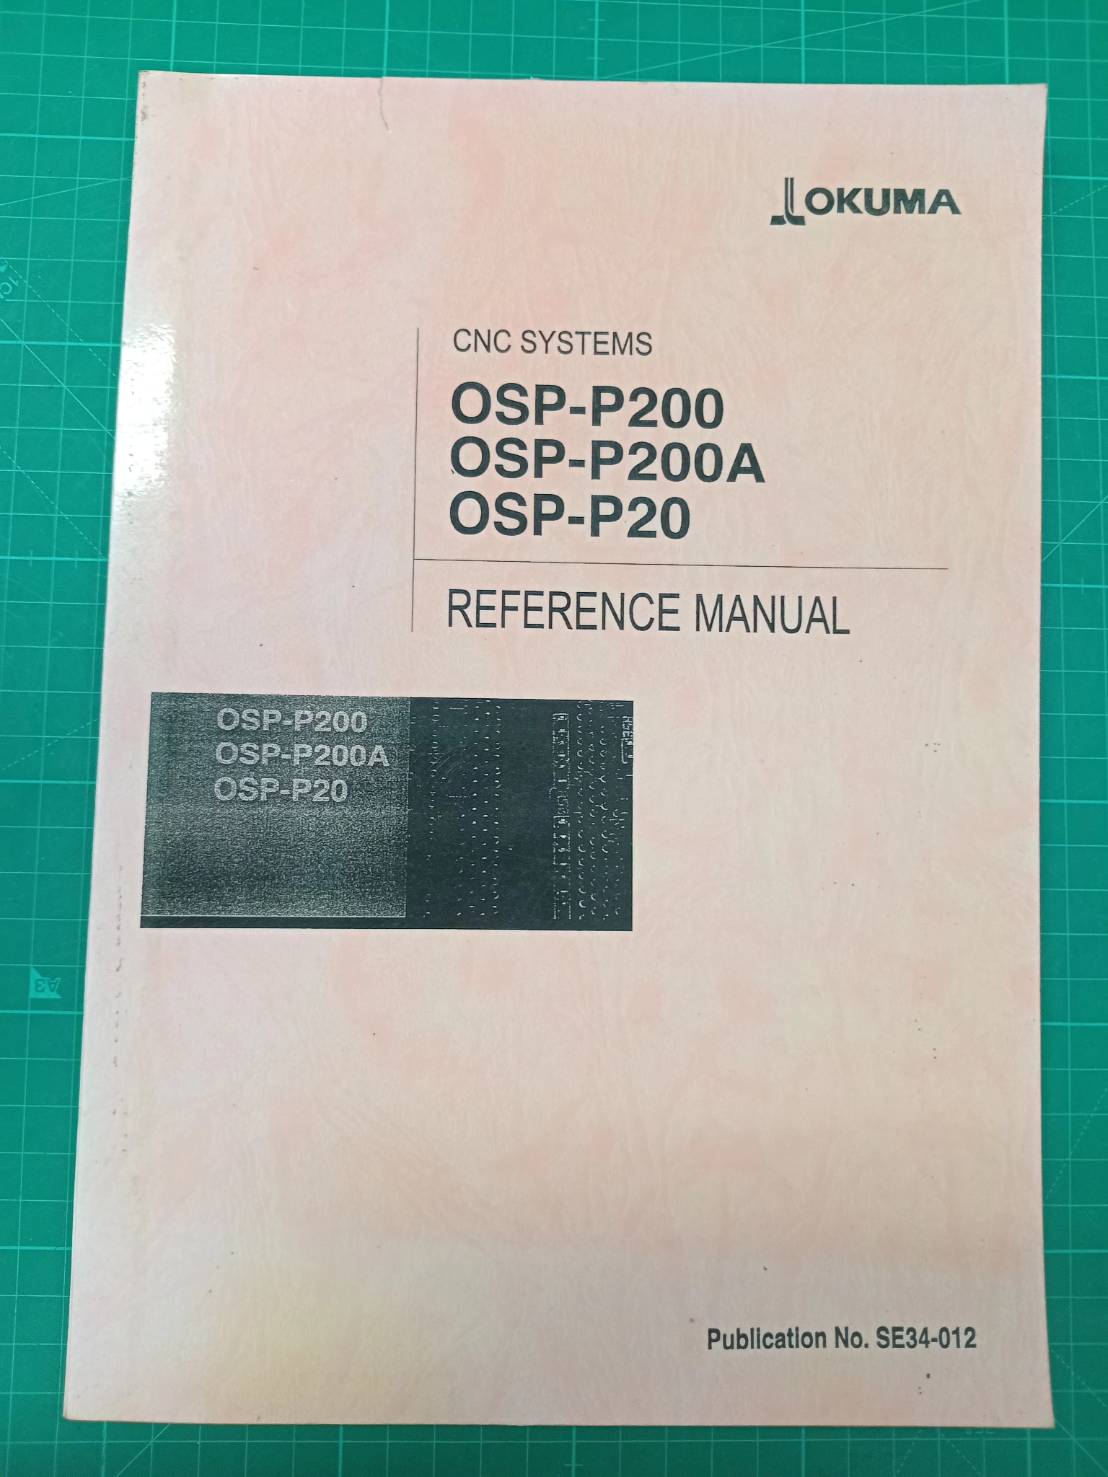 OKUMA
CNC SYSTEMS
OSP-P200
OSP-P200A
OSP-P20
REFERENCE MANUAL
OSP-P200
OSP-P200A
OSP-P20
A3
Publication No. SE34-012